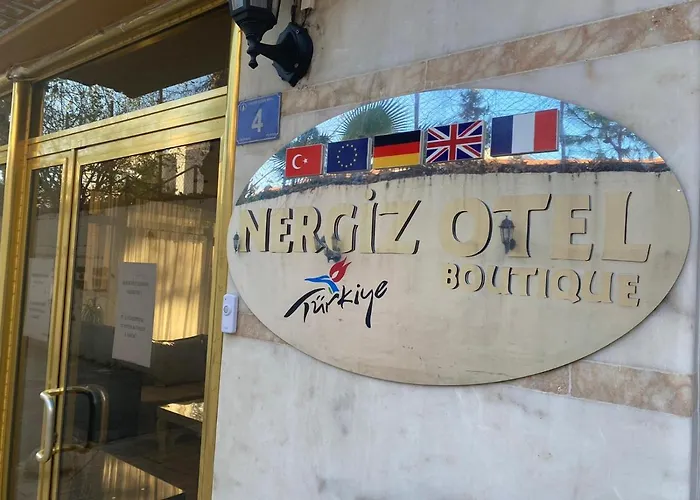 4
NERGİZ OTEL
BOUTIQUE
Türkiye